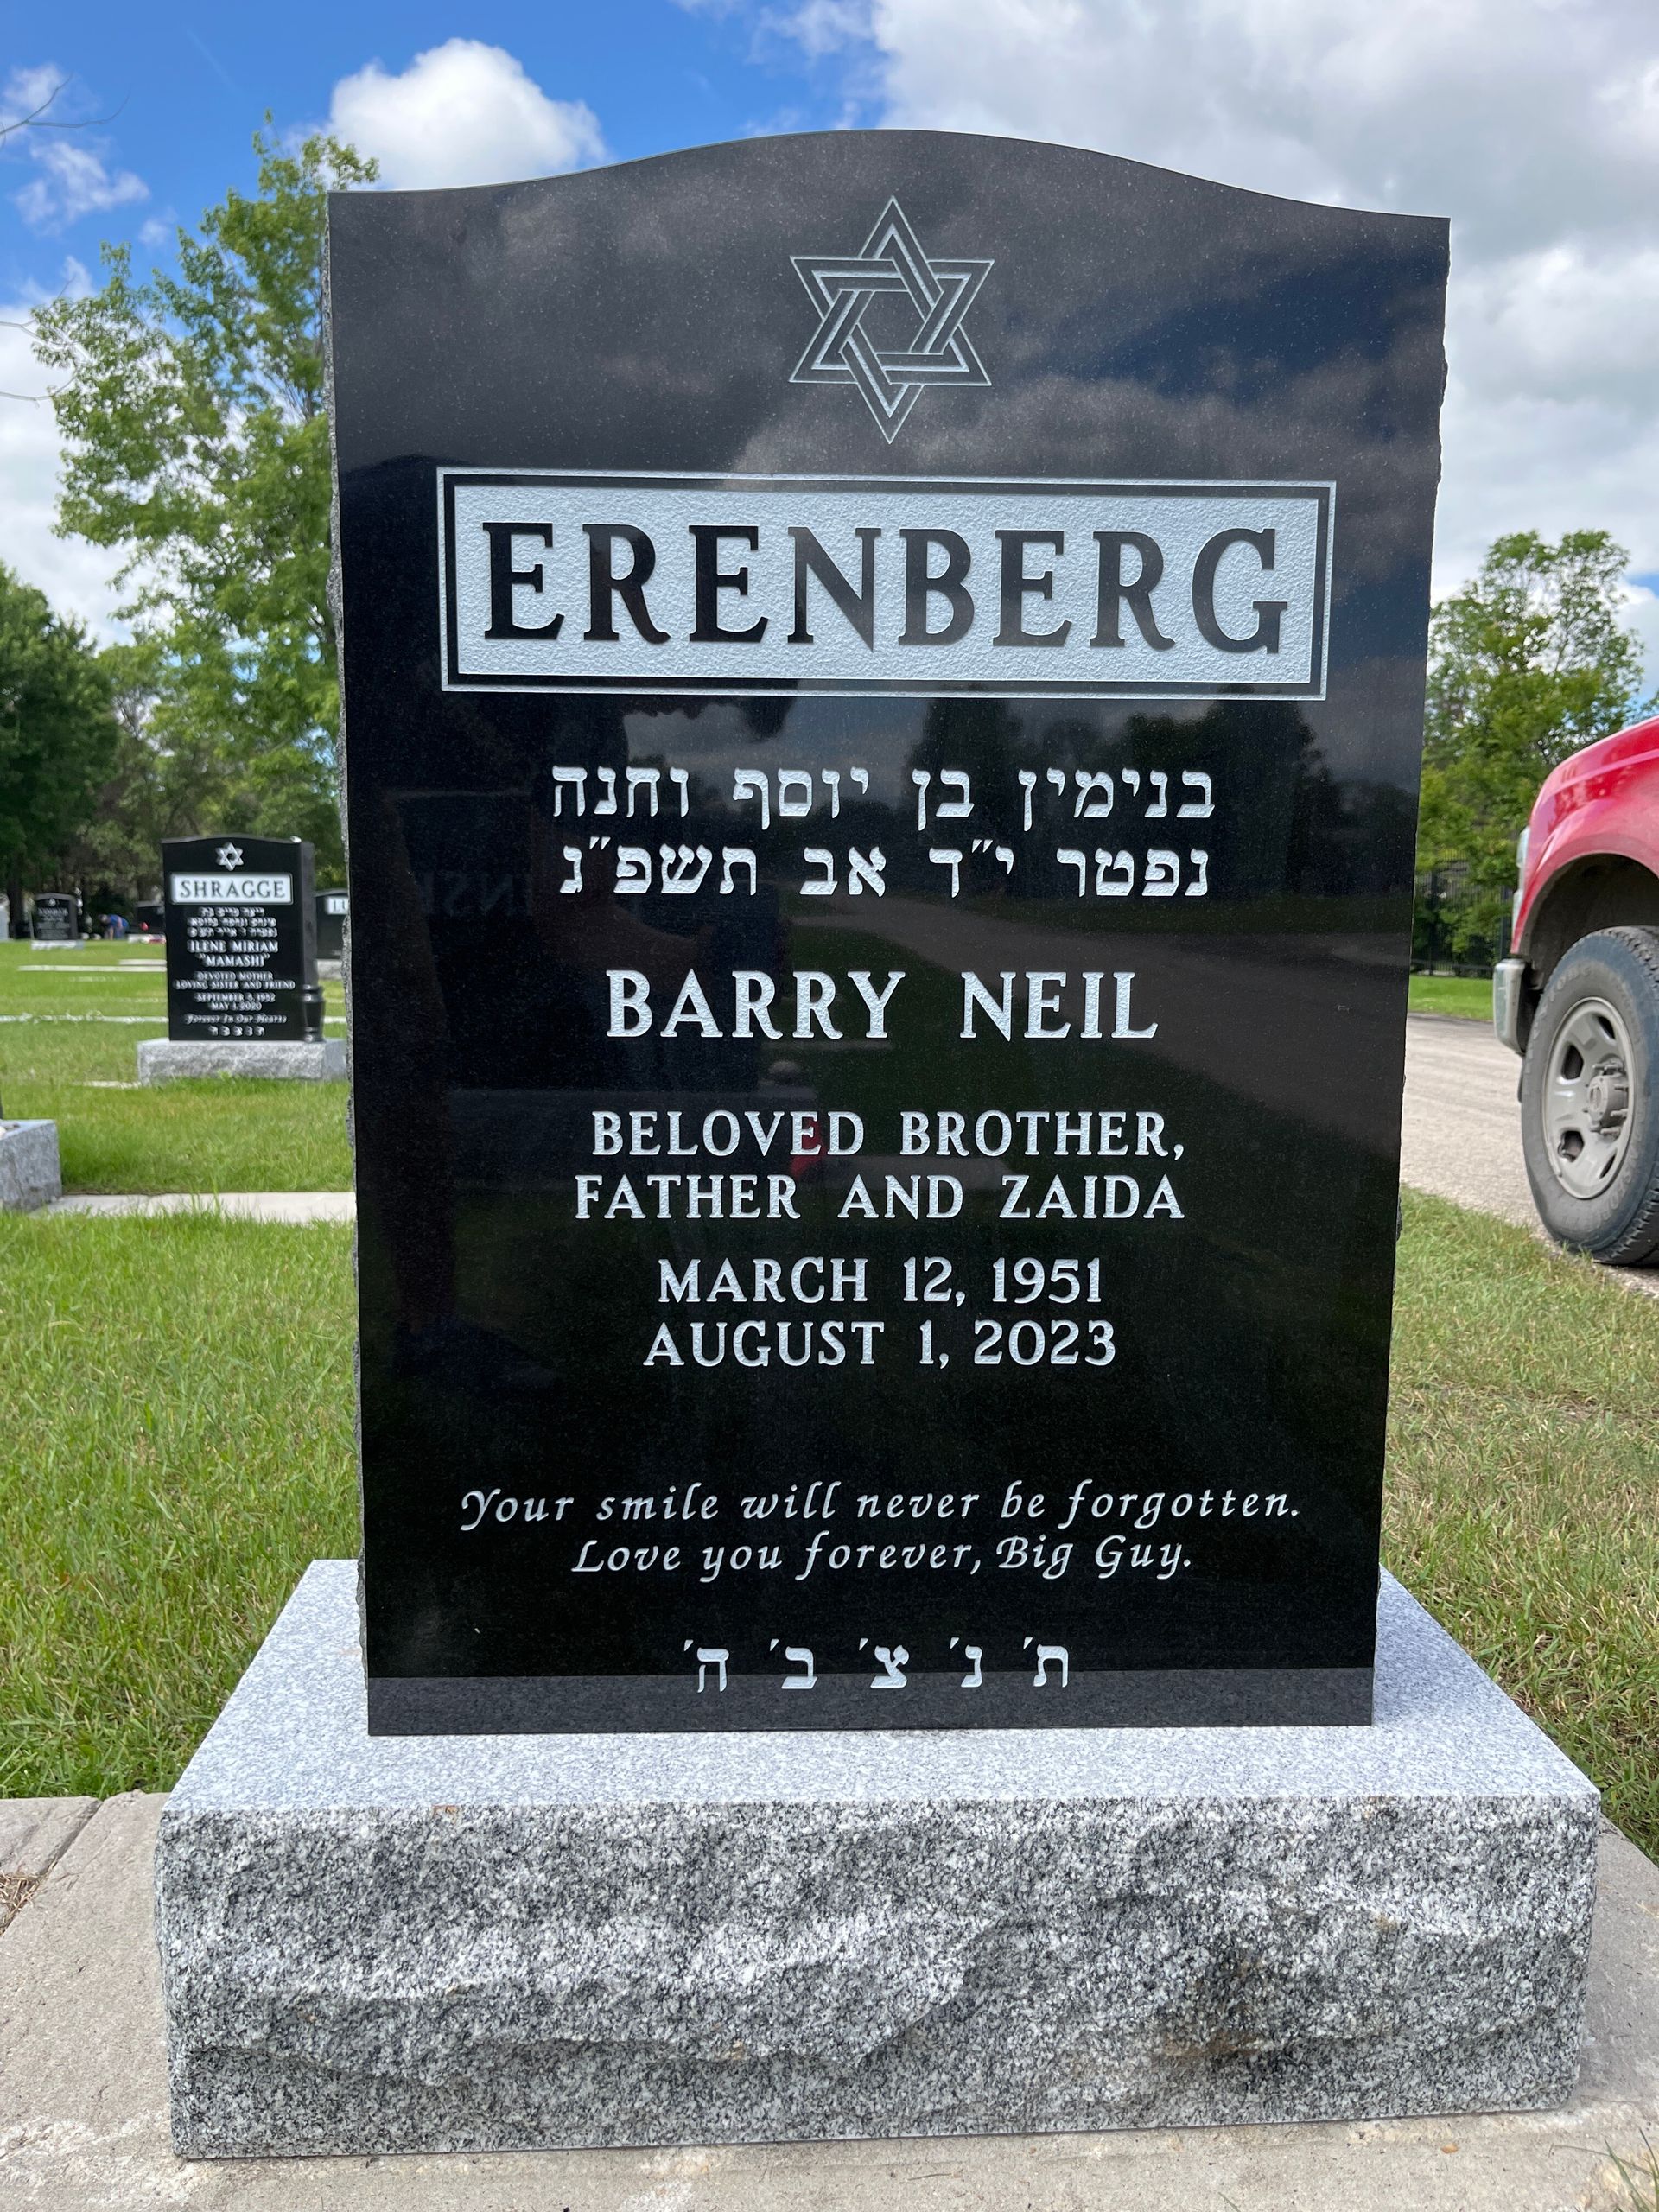 ERENBERG
בנימין בן יוסף וחנה
נפטר י״ד אב תשפ״ג
BARRY NEIL
BELOVED BROTHER,
FATHER AND ZAIDA
MARCH 12, 1951
AUGUST 1, 2023
Your smile will never be forgotten.
Love you forever, Big Guy.
ת׳ נ׳ צ׳ ב׳ ה׳
SHRAGGE
ILENE MIRIAM
"MAMASHI"
DEVOTED MOTHER
LOVING SISTER AND FRIEND
SEPTEMBER 5, 1952
MAY 1, 2020
Forever In Our Hearts
ת נ צ ב ה